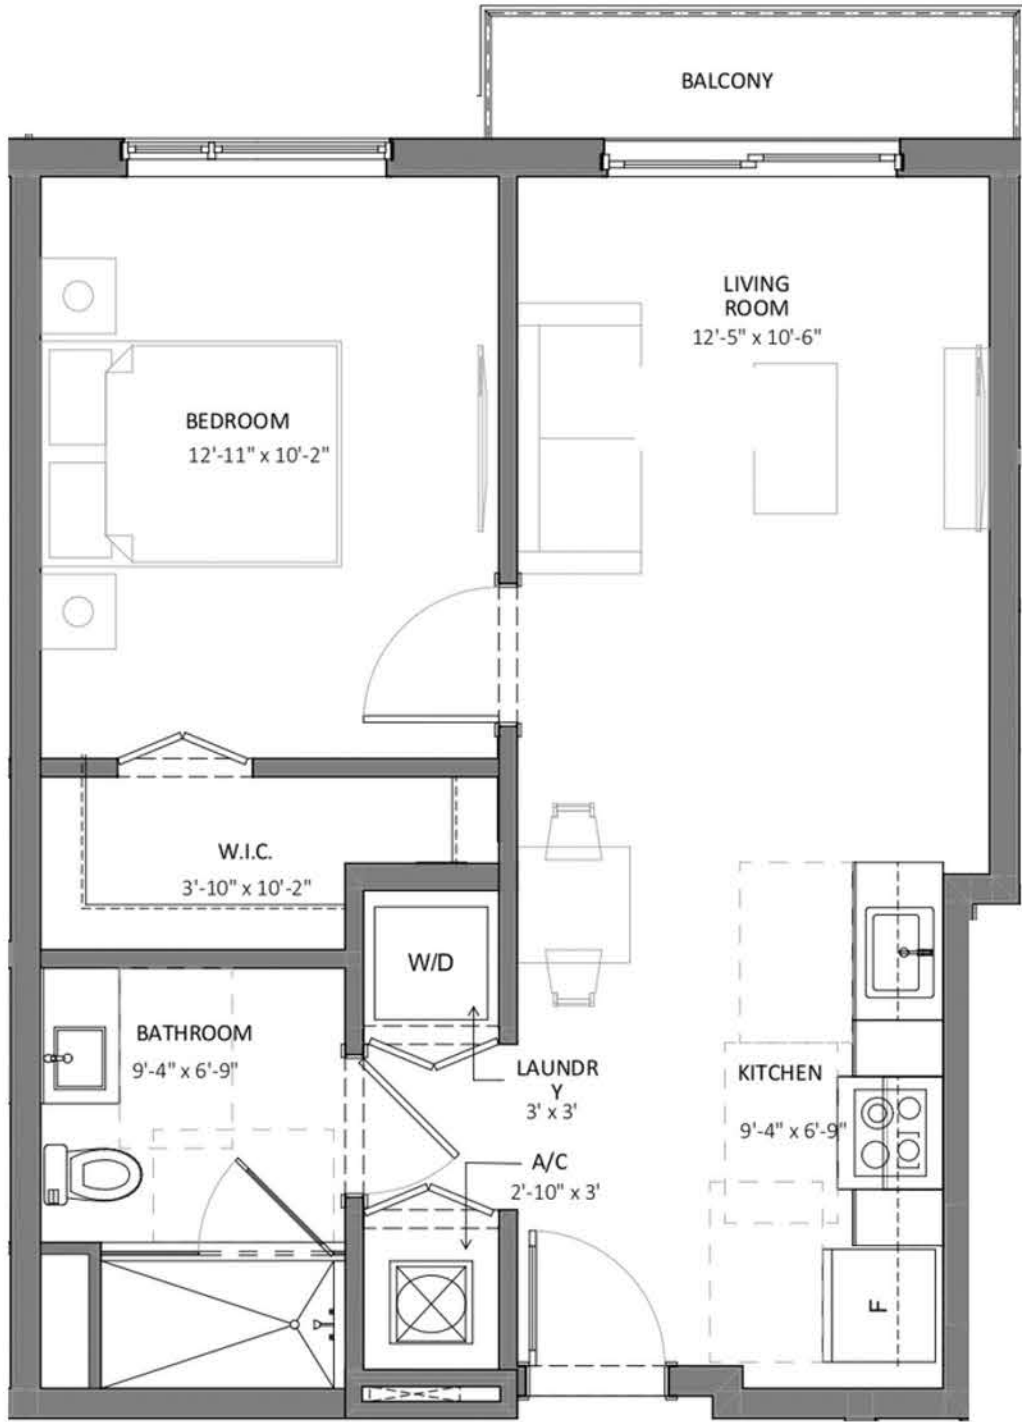 BALCONY
LIVING
ROOM
12'-5" x 10'-6"
BEDROOM
12'-11" x 10'-2"
W.I.C.
3'-10" x 10'-2"
W/D
BATHROOM
9'-4" x 6'-9"
LAUNDR
Y
3' x 3'
KITCHEN
9'-4" x 6'-9"
A/C
2'-10" x 3'
F